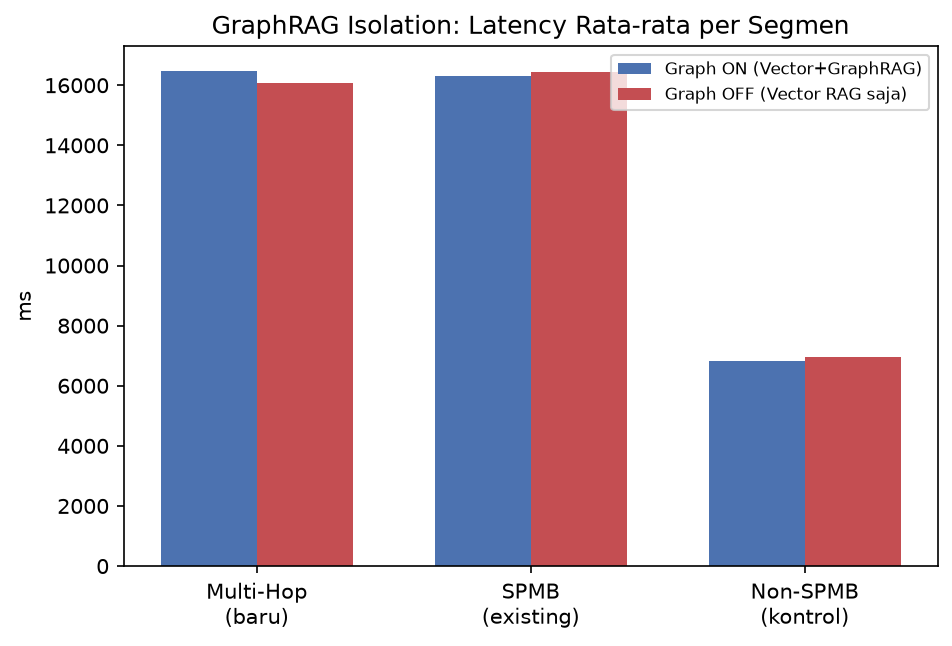 GraphRAG Isolation: Latency Rata-rata per Segmen
Graph ON (Vector+GraphRAG)
Graph OFF (Vector RAG saja)
ms
16000
14000
12000
10000
8000
6000
4000
2000
0
Multi-Hop
(baru)
SPMB
(existing)
Non-SPMB
(kontrol)